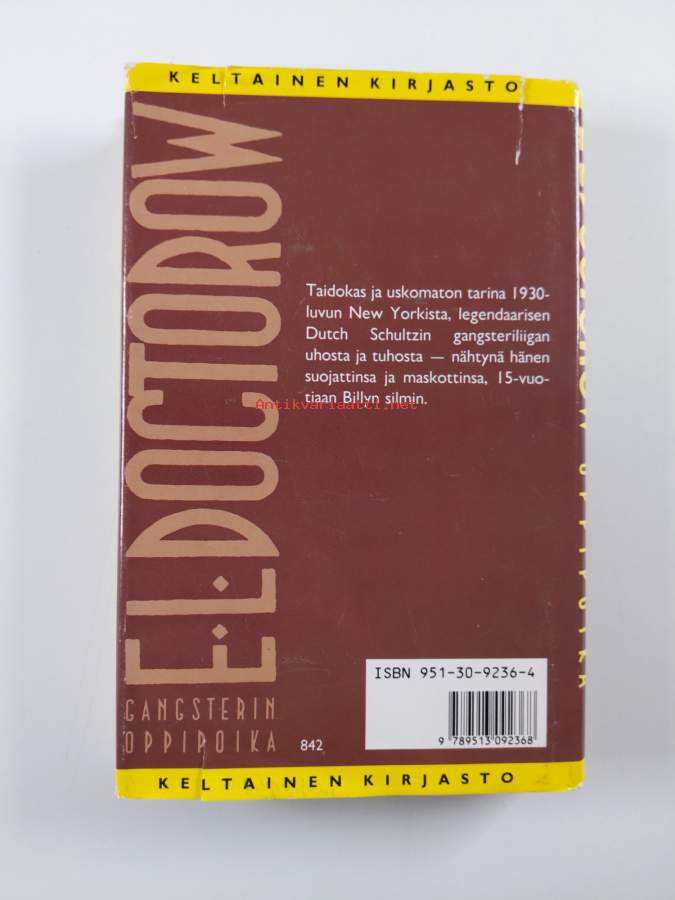 KELTAINEN KIRJASTO
E.L. DOCTOROW
GANGSTERIN
OPPIPOIKA
Taidokas ja uskomaton tarina 1930-
luvun New Yorkista, legendaarisen
Dutch Schultzin gangsteriliigan
uhosta ja tuhosta — nähtynä hänen
suojattinsa ja maskottinsa, 15-vuo-
tiaan Billyn silmin.
Antikvariaatti.net
ISBN 951-30-9236-4
9 789513 092368
842
KELTAINEN KIRJASTO